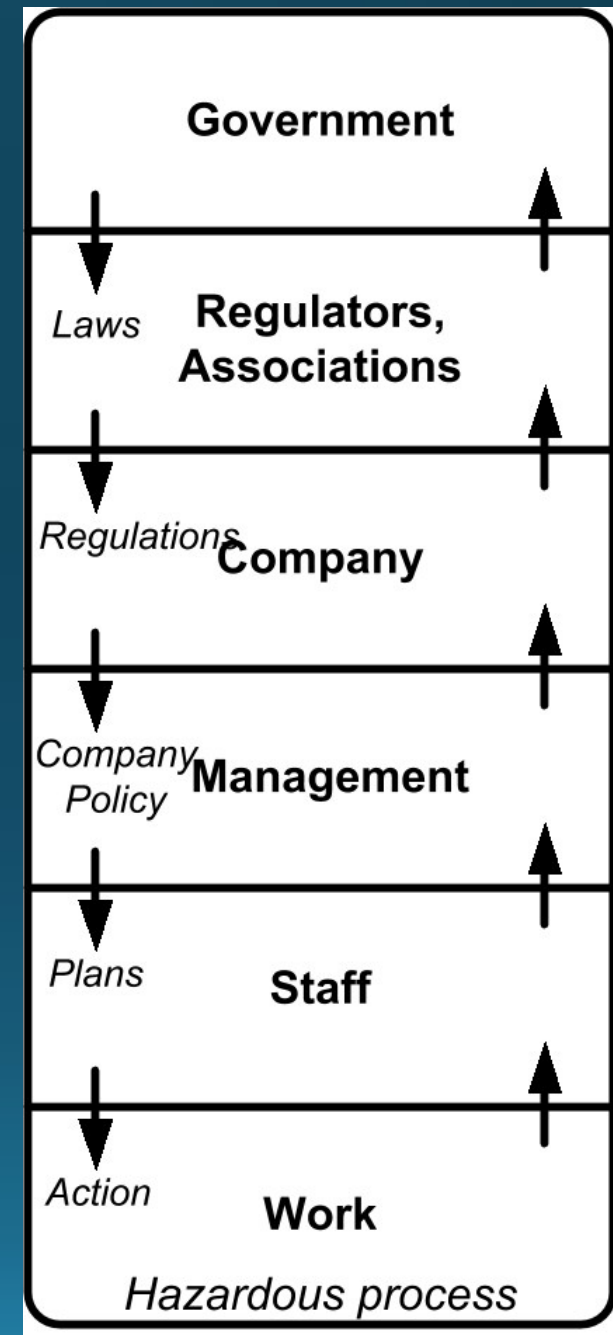 Government
Laws
Regulators,
Associations
Regulations
Company
Company
Policy
Management
Plans
Staff
Action
Work
Hazardous process